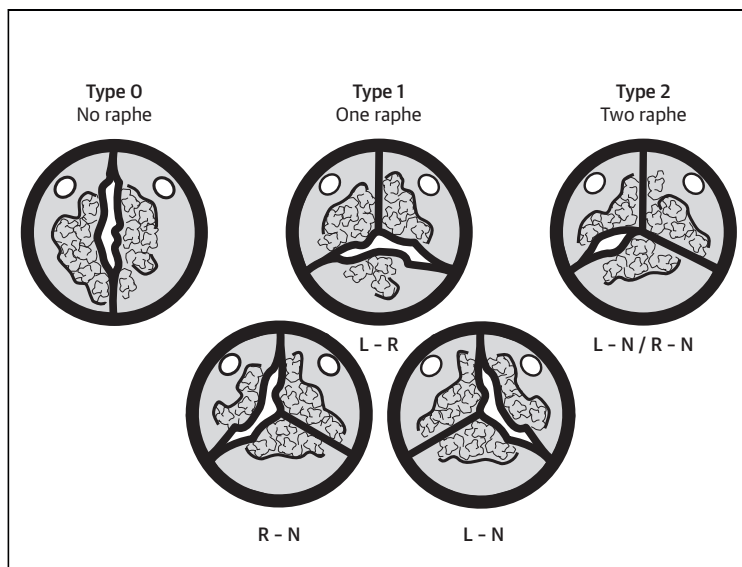 Type 0
No raphe
Type 1
One raphe
Type 2
Two raphe
L – R
L – N / R – N
R – N
L – N